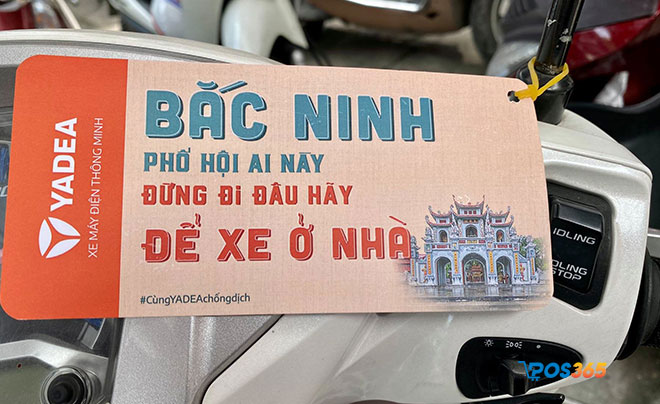 YADEA
XE MÁY ĐIỆN THÔNG MINH
BẮC NINH
PHỐ HỘI AI NÀY
ĐỪNG ĐI ĐÂU HÃY
ĐỂ XE Ở NHÀ
#CùngYADEAchốngdịch
IDLING
IDLING
STOP
POS365